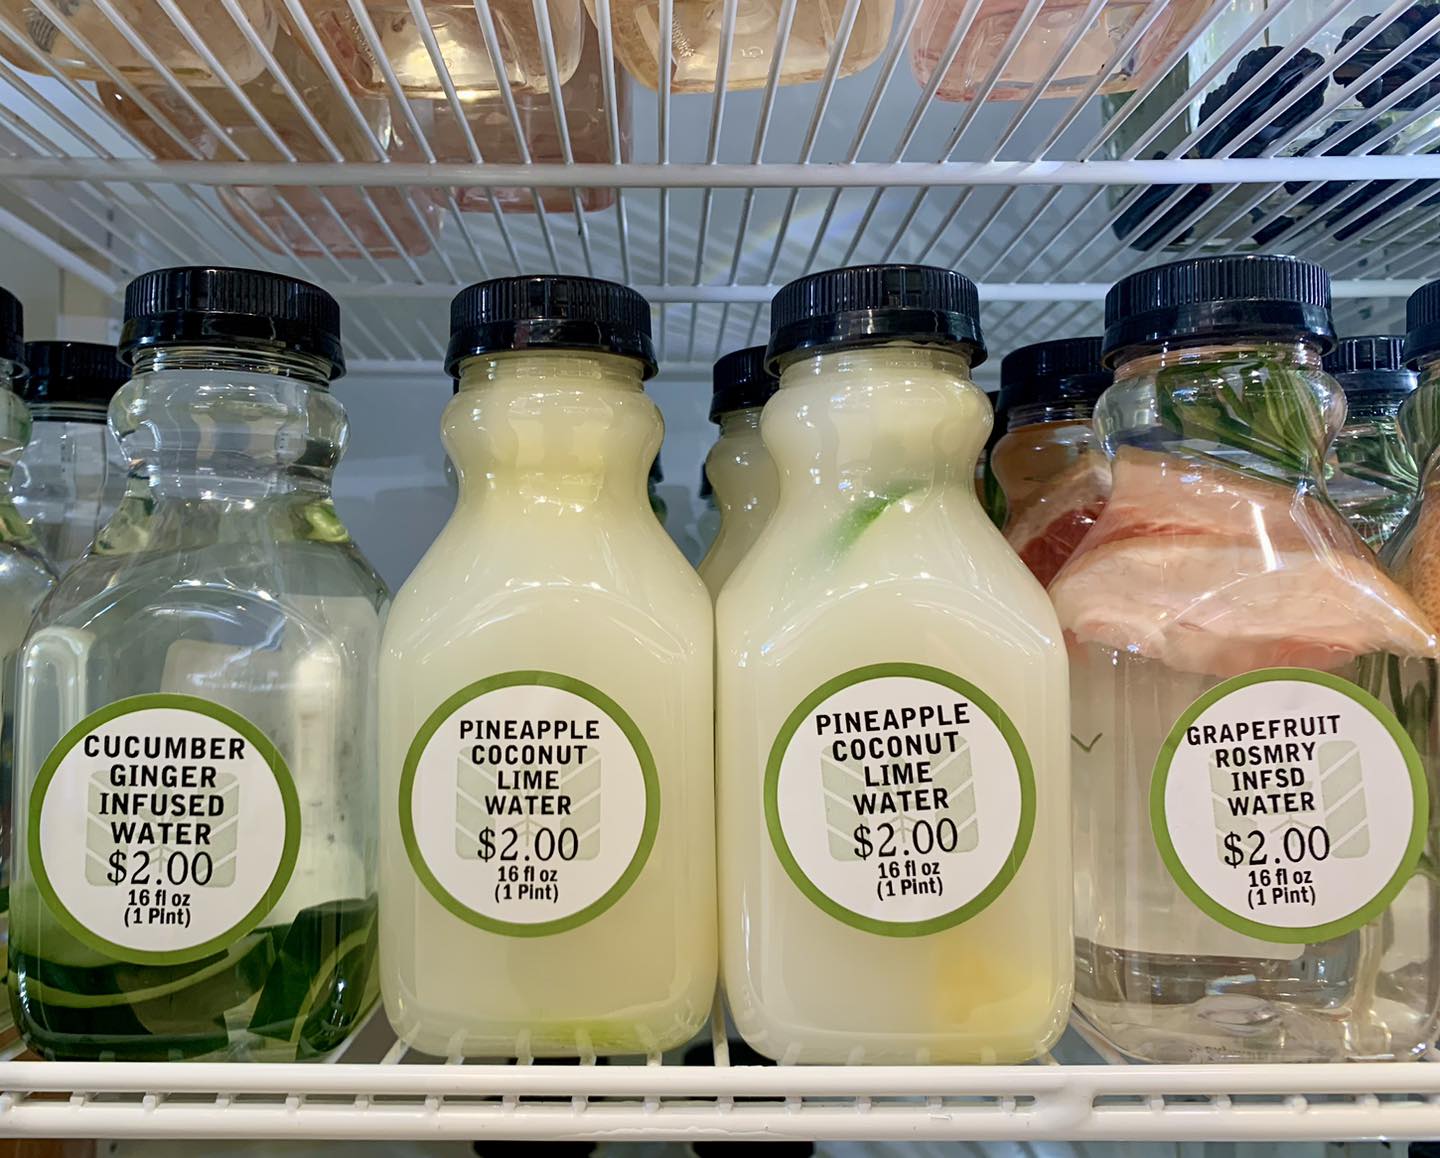 CUCUMBER
GINGER
INFUSED
WATER
$2.00
16 fl oz
(1 Pint)
PINEAPPLE
COCONUT
LIME
WATER
$2.00
16 fl oz
(1 Pint)
PINEAPPLE
COCONUT
LIME
WATER
$2.00
16 fl oz
(1 Pint)
GRAPEFRUIT
ROSMRY
INFSD
WATER
$2.00
16 fl oz
(1 Pint)